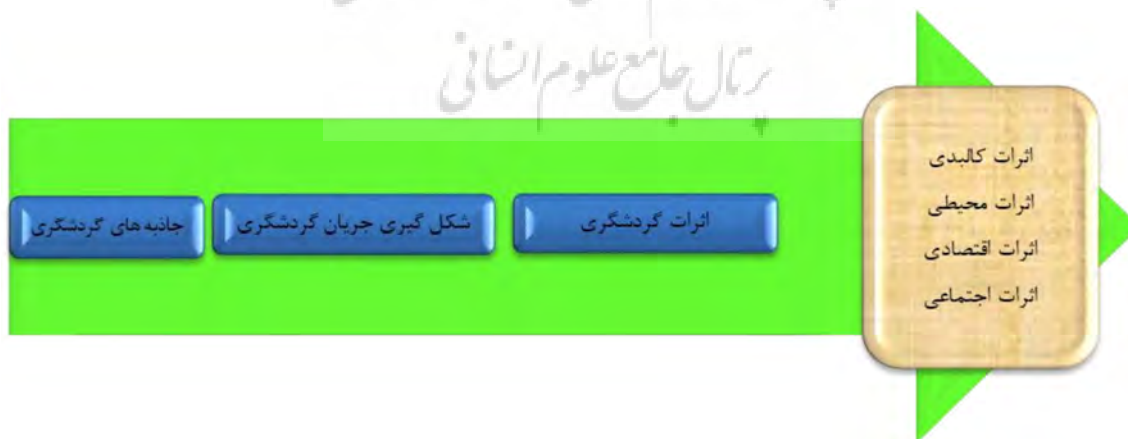 پرتال جامع علوم انسانی
جاذبه های گردشگری
شکل گیری جریان گردشگری
اثرات گردشگری
اثرات کالبدی
اثرات محیطی
اثرات اقتصادی
اثرات اجتماعی